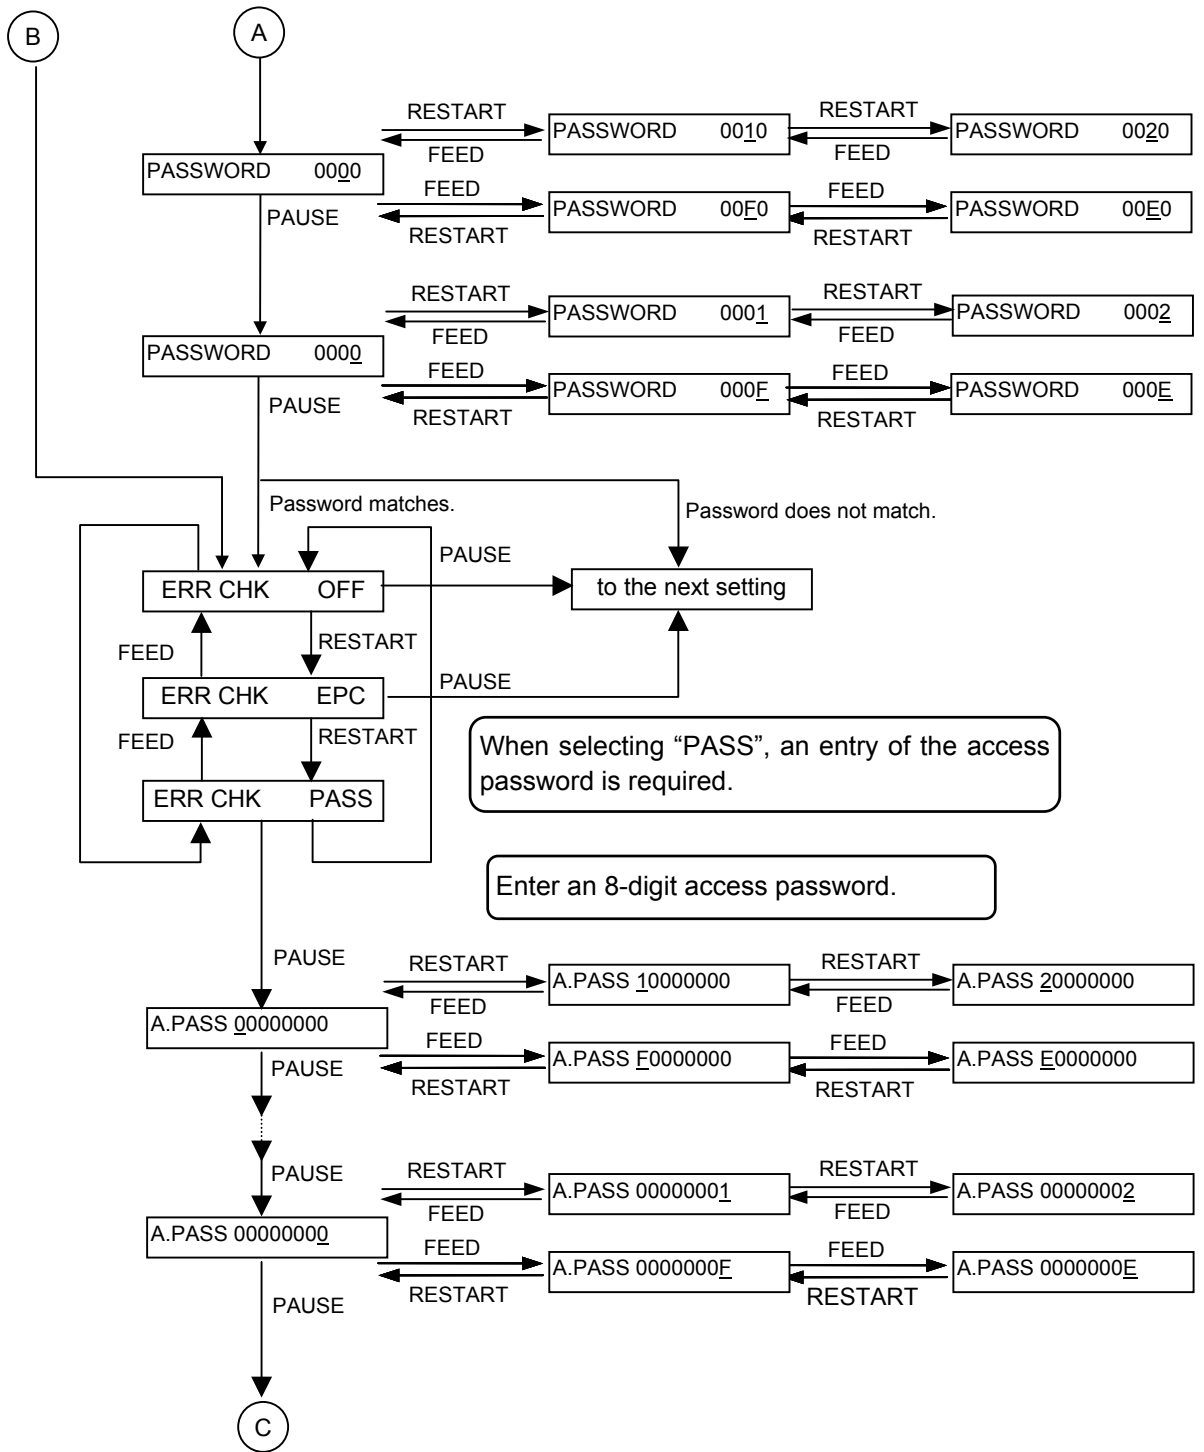 B
A
RESTART
RESTART
PASSWORD 0010
PASSWORD 0020
FEED
FEED
PASSWORD 0000
FEED
FEED
PASSWORD 00F0
PASSWORD 00E0
PAUSE
RESTART
RESTART
RESTART
RESTART
PASSWORD 0001
PASSWORD 0002
FEED
FEED
PASSWORD 0000
FEED
FEED
PASSWORD 000F
PASSWORD 000E
PAUSE
RESTART
RESTART
Password matches.
Password does not match.
PAUSE
ERR CHK OFF
to the next setting
FEED
RESTART
PAUSE
ERR CHK EPC
FEED
RESTART
When selecting “PASS”, an entry of the access
password is required.
ERR CHK PASS
Enter an 8-digit access password.
PAUSE
RESTART
RESTART
A.PASS 10000000
A.PASS 20000000
FEED
FEED
A.PASS 00000000
FEED
FEED
A.PASS F0000000
A.PASS E0000000
PAUSE
RESTART
RESTART
PAUSE
RESTART
RESTART
A.PASS 00000001
A.PASS 00000002
FEED
FEED
A.PASS 00000000
FEED
FEED
A.PASS 0000000F
A.PASS 0000000E
PAUSE
RESTART
RESTART
C